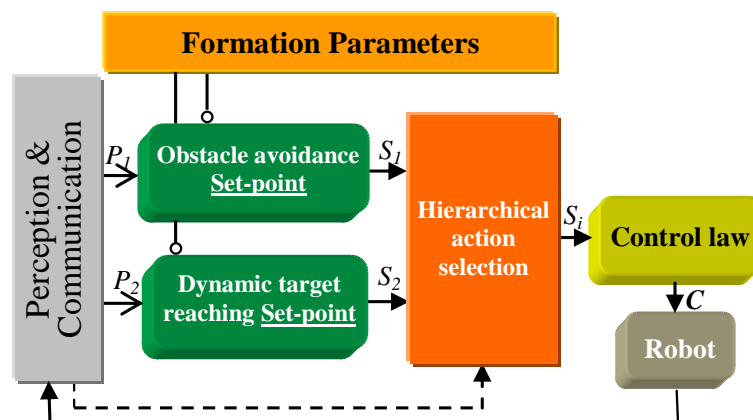 Formation Parameters
Perception &
Communication
P1
Obstacle avoidance
Set-point
S1
P2
Dynamic target
reaching Set-point
S2
Hierarchical
action
selection
Si
Control law
C
Robot